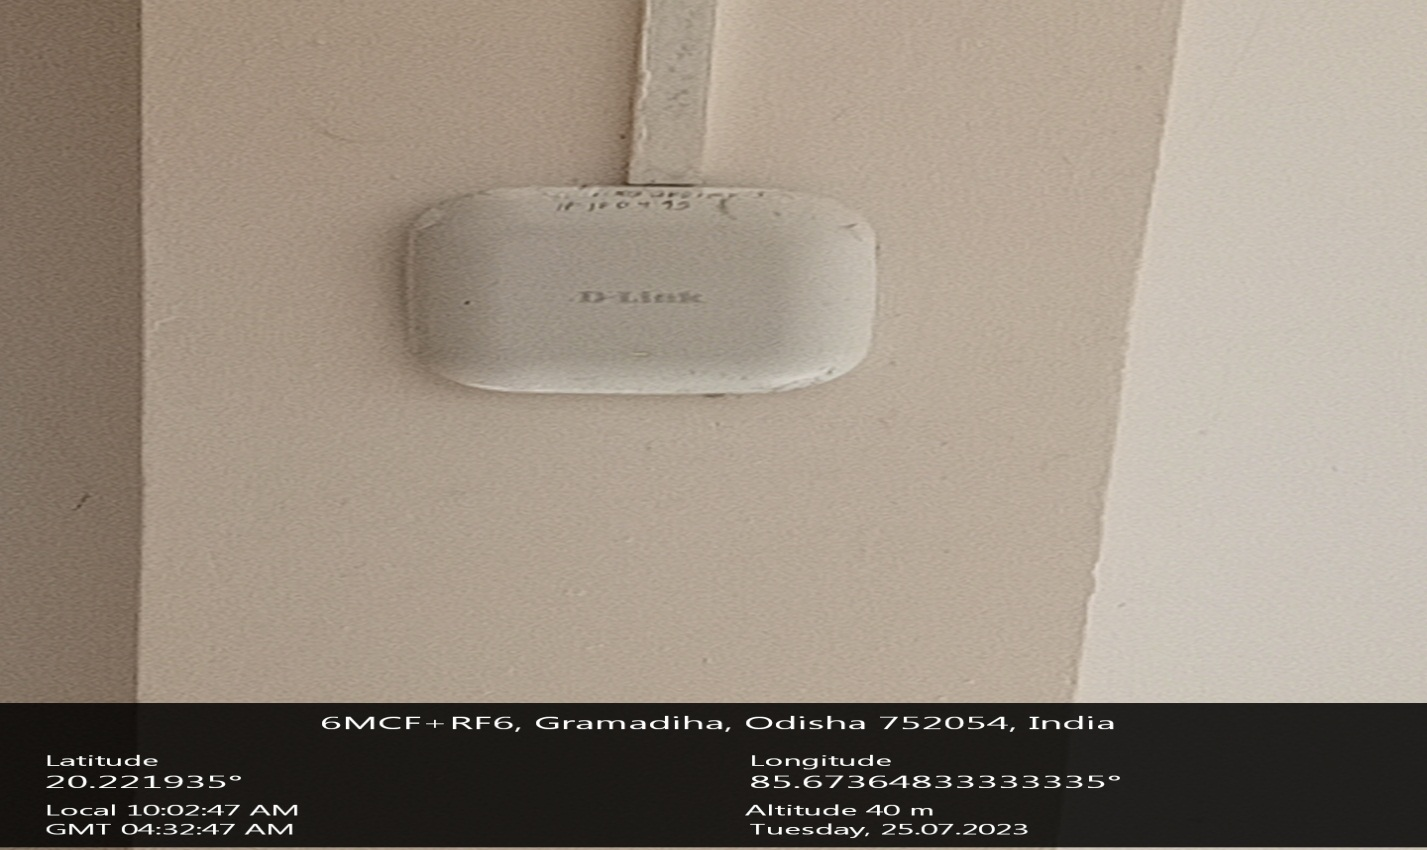 D-Link
6MCF+RF6, Gramadiha, Odisha 752054, India
Latitude
20.221935°
Longitude
85.67364833333335°
Local 10:02:47 AM
GMT 04:32:47 AM
Altitude 40 m
Tuesday, 25.07.2023